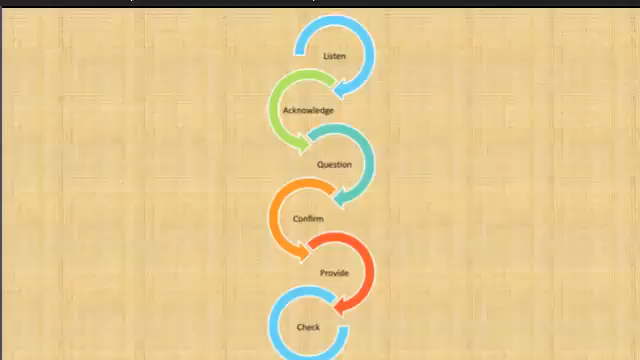 Listen
Acknowledge
Question
Confirm
Provide
Check